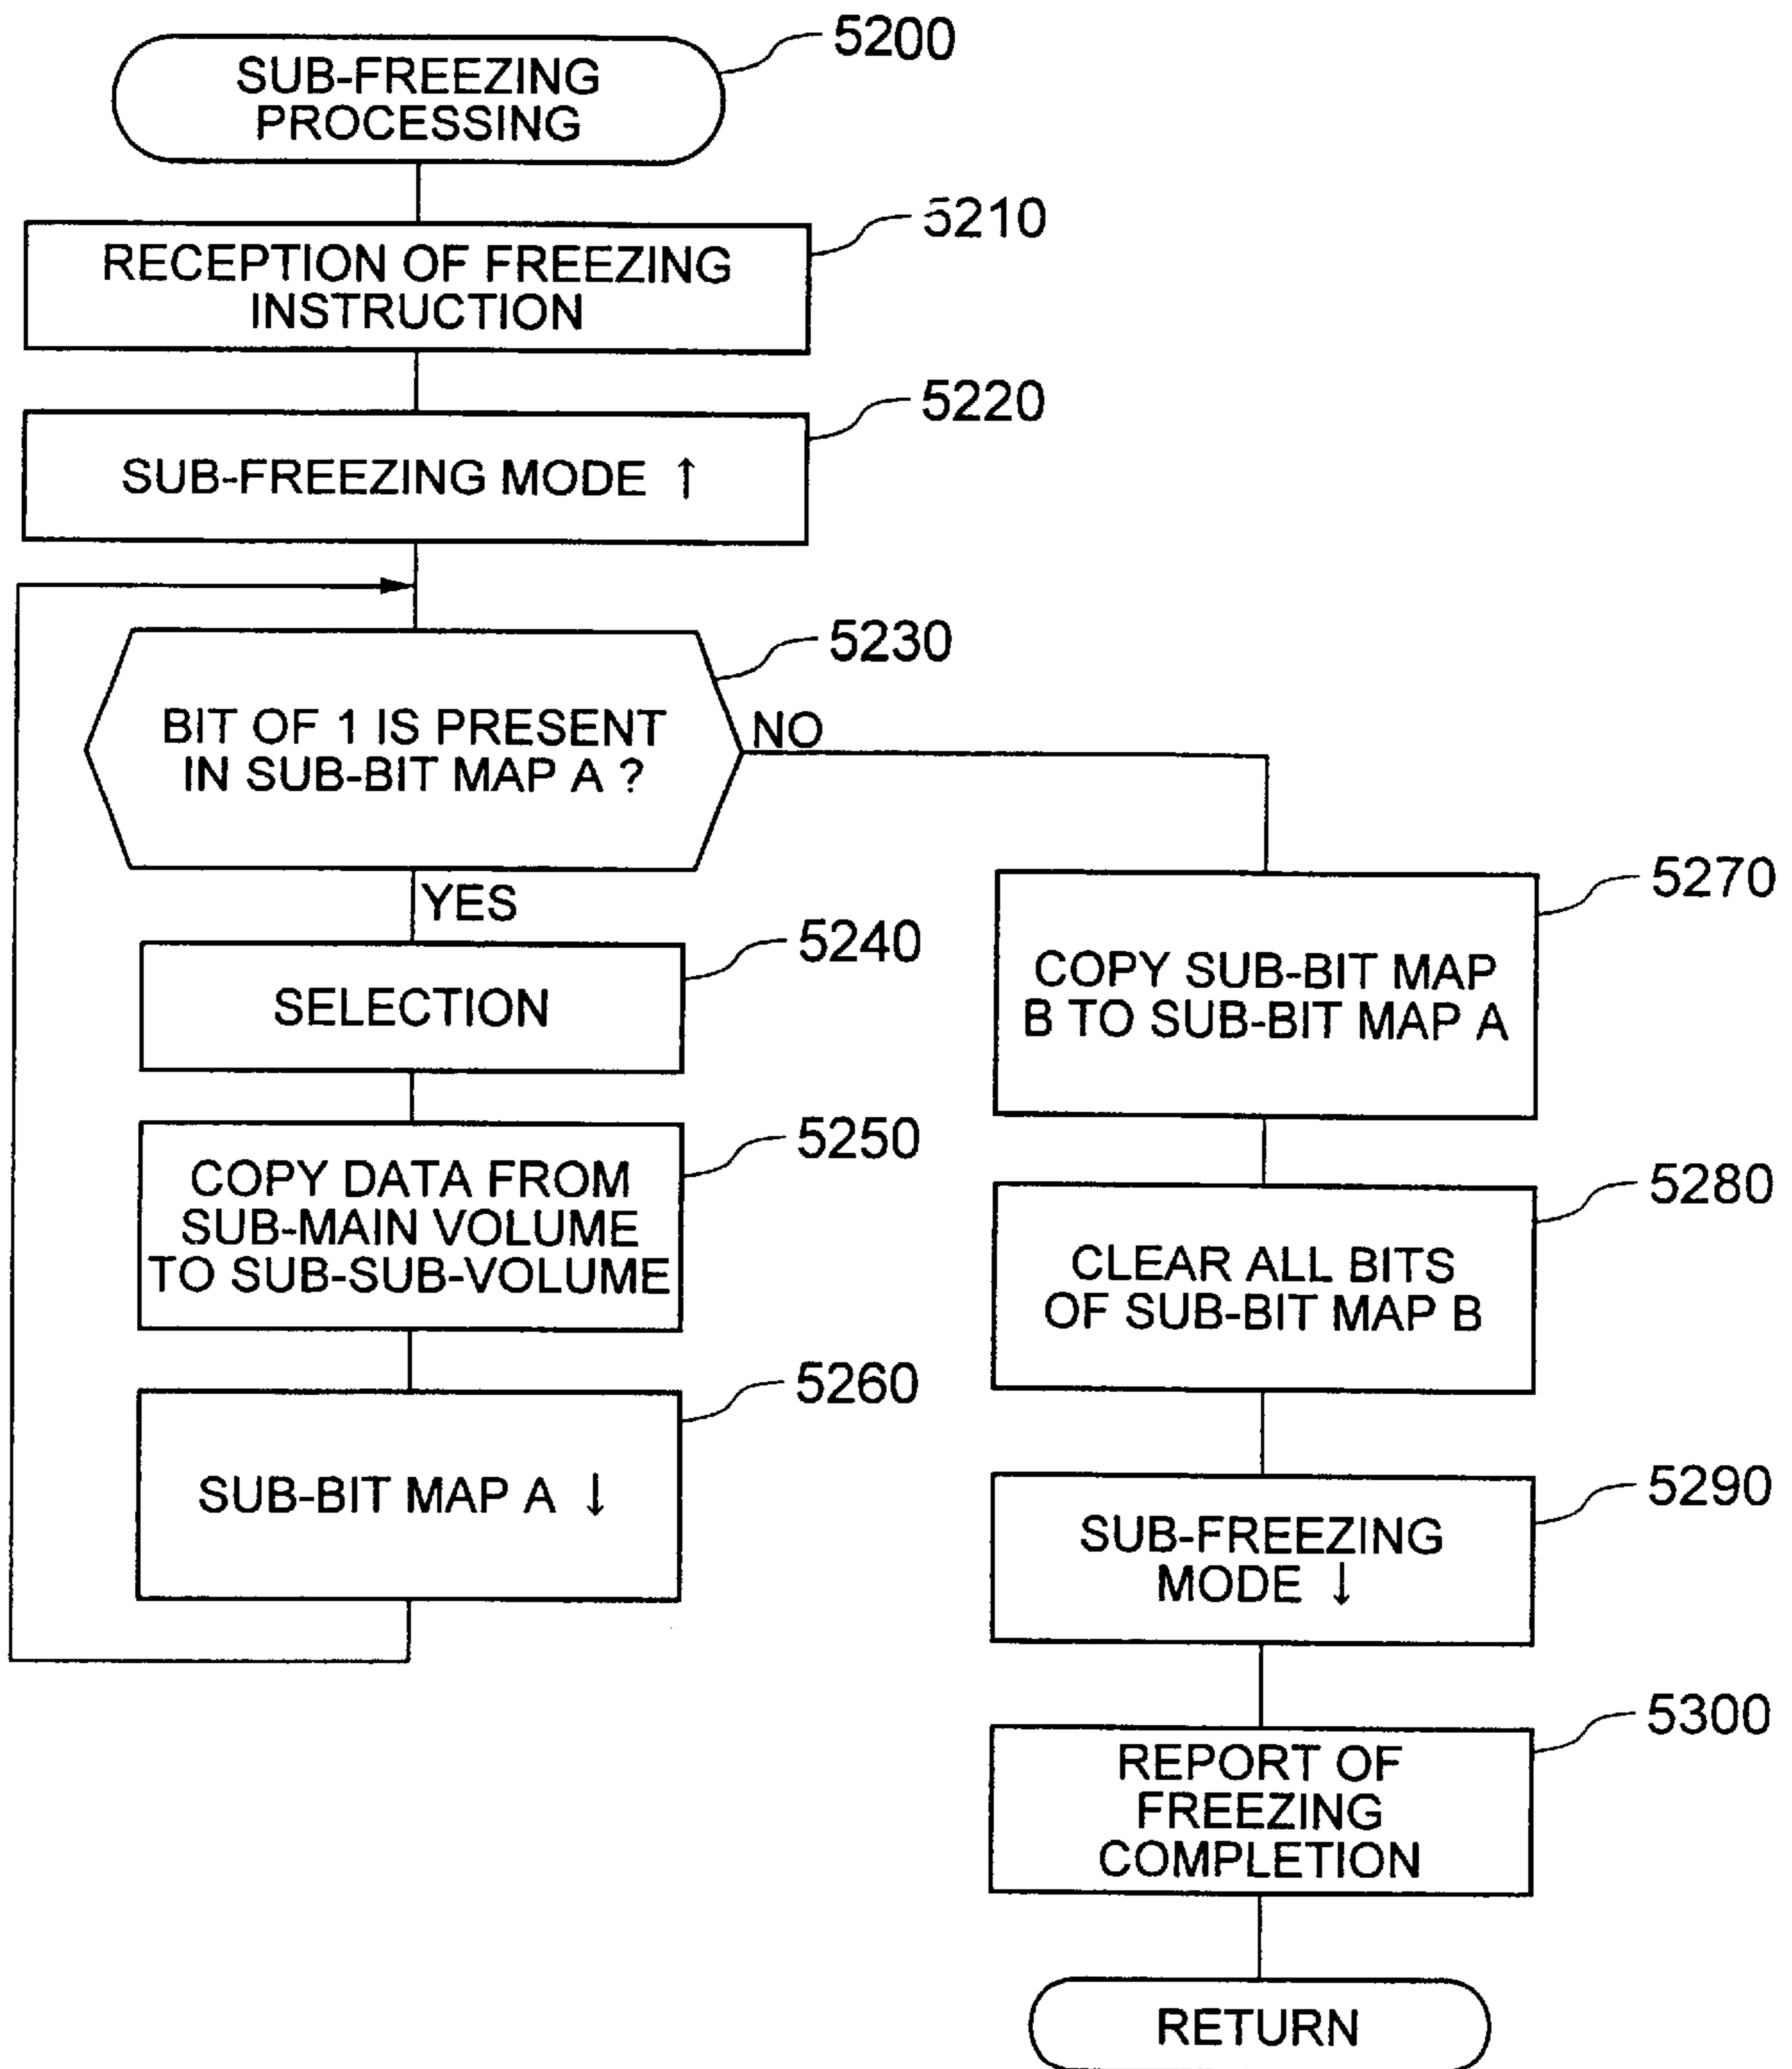 5200
SUB-FREEZING
PROCESSING
5210
RECEPTION OF FREEZING
INSTRUCTION
5220
SUB-FREEZING MODE ↑
5230
BIT OF 1 IS PRESENT
IN SUB-BIT MAP A ?
NO
YES
5240
SELECTION
5250
COPY DATA FROM
SUB-MAIN VOLUME
TO SUB-SUB-VOLUME
5260
SUB-BIT MAP A ↓
5270
COPY SUB-BIT MAP
B TO SUB-BIT MAP A
5280
CLEAR ALL BITS
OF SUB-BIT MAP B
5290
SUB-FREEZING
MODE ↓
5300
REPORT OF
FREEZING
COMPLETION
RETURN